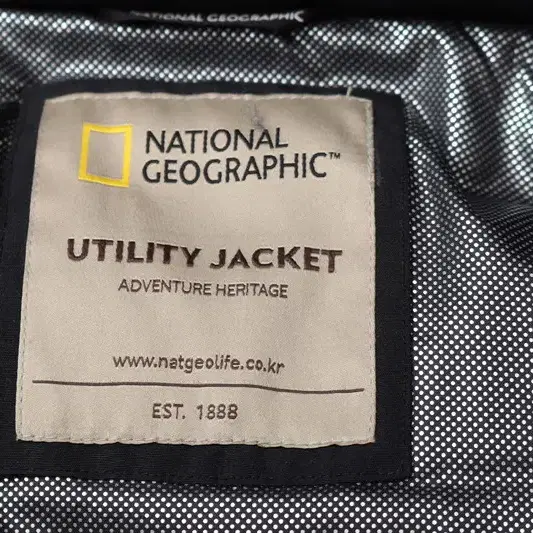 NATIONAL GEOGRAPHIC
NATIONAL
GEOGRAPHIC™
UTILITY JACKET
ADVENTURE HERITAGE
www.natgeolife.co.kr
EST. 1888